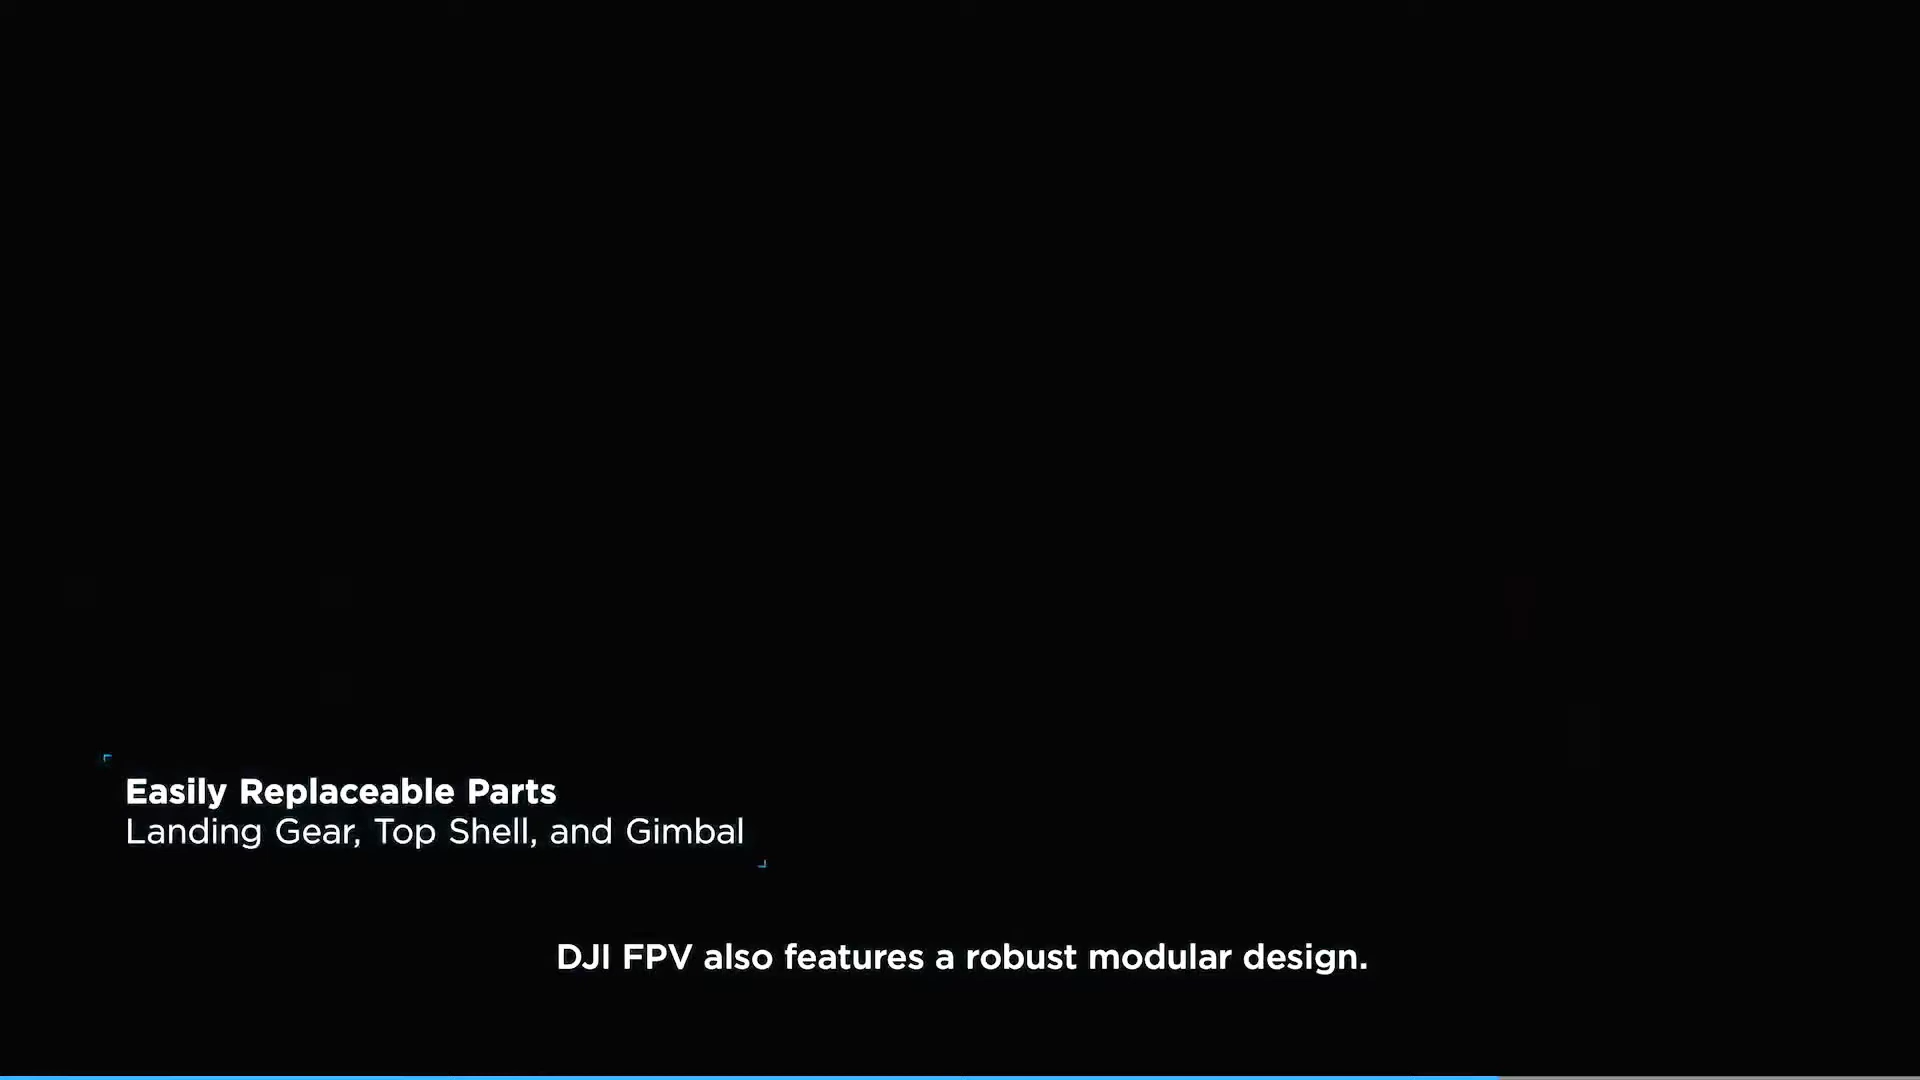 Easily Replaceable Parts
Landing Gear, Top Shell, and Gimbal
DJI FPV also features a robust modular design.